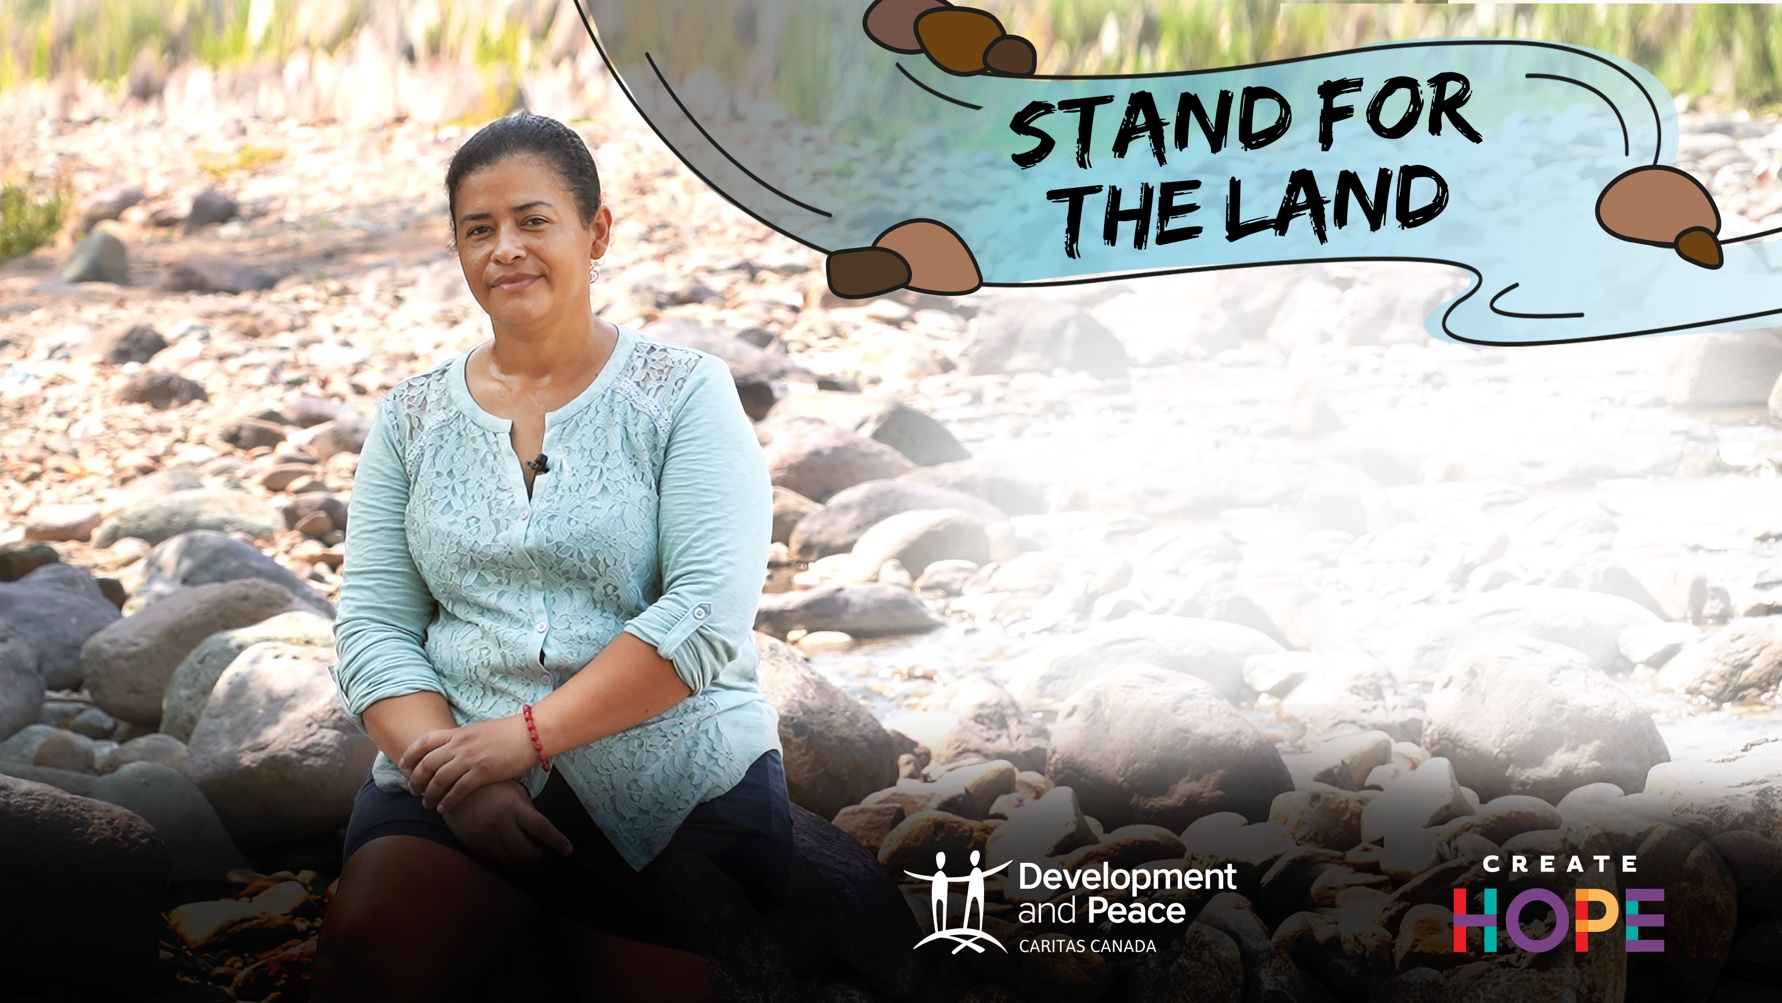 STAND FOR
THE LAND
Development
and Peace
CARITAS CANADA
CREATE
HOPE